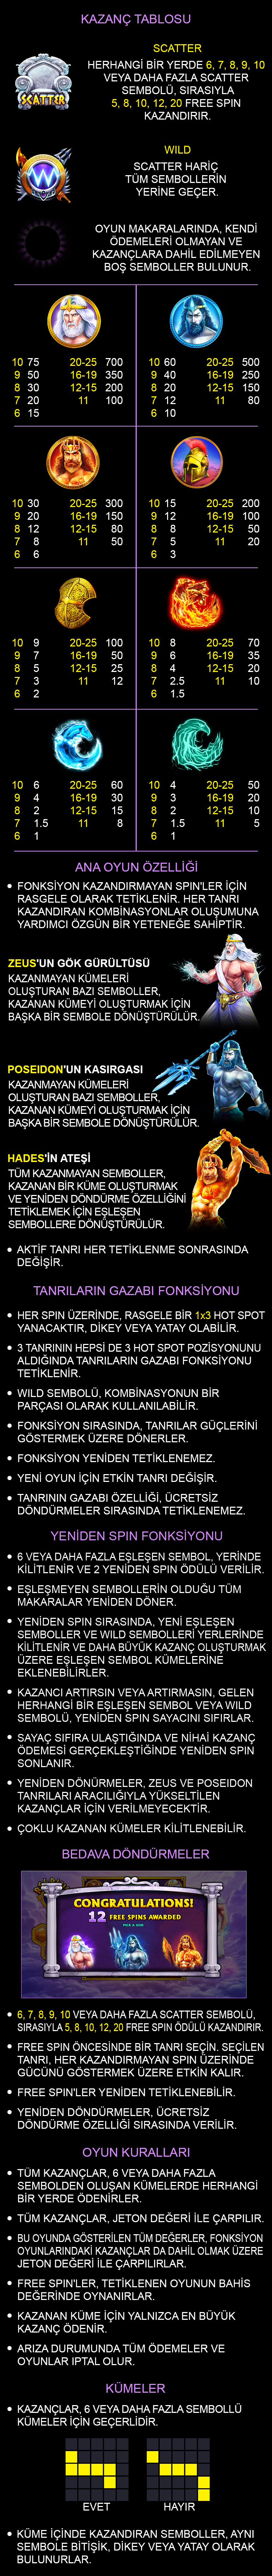 KAZANÇ TABLOSU
SCATTER
HERHANGİ BİR YERDE 6, 7, 8, 9, 10
VEYA DAHA FAZLA SCATTER
SEMBOLÜ, SIRASIYLA
5, 8, 10, 12, 20 FREE SPIN
KAZANDIRIR.
SCATTER
WILD
SCATTER HARİÇ
TÜM SEMBOLLERİN
YERİNE GEÇER.
W
OYUN MAKARALARINDA, KENDİ
ÖDEMELERİ OLMAYAN VE
KAZANÇLARA DAHİL EDİLMEYEN
BOŞ SEMBOLLER BULUNUR.
10 75 20-25 700
9 50 16-19 350
8 30 12-15 200
7 20 11 100
6 15
10 60 20-25 500
9 40 16-19 250
8 20 12-15 150
7 12 11 80
6 10
10 30 20-25 300
9 20 16-19 150
8 12 12-15 80
7 8 11 50
6 6
10 15 20-25 200
9 12 16-19 100
8 8 12-15 50
7 5 11 20
6 3
10 9 20-25 100
9 7 16-19 50
8 5 12-15 25
7 3 11 12
6 2
10 8 20-25 70
9 6 16-19 35
8 4 12-15 20
7 2.5 11 10
6 1.5
10 6 20-25 60
9 4 16-19 30
8 2 12-15 15
7 1.5 11 8
6 1
10 4 20-25 50
9 3 16-19 20
8 2 12-15 10
7 1.5 11 5
6 1
ANA OYUN ÖZELLİĞİ
• FONKSİYON KAZANDIRMAYAN SPIN'LER İÇİN
RASGELE OLARAK TETİKLENİR. HER TANRI
KAZANDIRAN KOMBİNASYONLAR OLUŞUMUNA
YARDIMCI ÖZGÜN BİR YETENEĞE SAHİPTİR.
ZEUS'UN GÖK GÜRÜLTÜSÜ
KAZANMAYAN KÜMELERİ
OLUŞTURAN BAZI SEMBOLLER,
KAZANAN KÜMEYİ OLUŞTURMAK İÇİN
BAŞKA BİR SEMBOLE DÖNÜŞTÜRÜLÜR.
POSEIDON'UN KASIRGASI
KAZANMAYAN KÜMELERİ
OLUŞTURAN BAZI SEMBOLLER,
KAZANAN KÜMEYİ OLUŞTURMAK İÇİN
BAŞKA BİR SEMBOLE DÖNÜŞTÜRÜLÜR.
HADES'İN ATEŞİ
TÜM KAZANMAYAN SEMBOLLER,
KAZANAN BİR KÜME OLUŞTURMAK
VE YENİDEN DÖNDÜRME ÖZELLİĞİNİ
TETİKLEMEK İÇİN EŞLEŞEN
SEMBOLLERE DÖNÜŞTÜRÜLÜR.
• AKTİF TANRI HER TETİKLENME SONRASINDA
DEĞİŞİR.
TANRILARIN GAZABI FONKSİYONU
• HER SPIN ÜZERİNDE, RASGELE BİR 1x3 HOT SPOT
YANACAKTIR, DİKEY VEYA YATAY OLABİLİR.
• 3 TANRININ HEPSİ DE 3 HOT SPOT POZİSYONUNU
ALDIĞINDA TANRILARIN GAZABI FONKSİYONU
TETİKLENİR.
• WILD SEMBOLÜ, KOMBİNASYONUN BİR
PARÇASI OLARAK KULLANILABİLİR.
• FONKSİYON SIRASINDA, TANRILAR GÜÇLERİNİ
GÖSTERMEK ÜZERE DÖNERLER.
• FONKSİYON YENİDEN TETİKLENEMEZ.
• YENİ OYUN İÇİN ETKİN TANRI DEĞİŞİR.
• TANRININ GAZABI ÖZELLİĞİ, ÜCRETSİZ
DÖNDÜRMELER SIRASINDA TETİKLENEMEZ.
YENİDEN SPIN FONKSİYONU
• 6 VEYA DAHA FAZLA EŞLEŞEN SEMBOL, YERİNDE
KİLİTLENİR VE 2 YENİDEN SPIN ÖDÜLÜ VERİLİR.
• EŞLEŞMEYEN SEMBOLLERİN OLDUĞU TÜM
MAKARALAR YENİDEN DÖNER.
• YENİDEN SPIN SIRASINDA, YENİ EŞLEŞEN
SEMBOLLER VE WILD SEMBOLLERİ YERLERİNDE
KİLİTLENİR VE DAHA BÜYÜK KAZANÇ OLUŞTURMAK
ÜZERE EŞLEŞEN SEMBOL KÜMELERİNE
EKLENEBİLİRLER.
• KAZANCI ARTIRSIN VEYA ARTIRMASIN, GELEN
HERHANGİ BİR EŞLEŞEN SEMBOL VEYA WILD
SEMBOLÜ, YENİDEN SPIN SAYACINI SIFIRLAR.
• SAYAÇ SIFIRA ULAŞTIĞINDA VE NİHAİ KAZANÇ
ÖDEMESİ GERÇEKLEŞTİĞİNDE YENİDEN SPIN
SONLANIR.
• YENİDEN DÖNÜRMELER, ZEUS VE POSEIDON
TANRILARI ARACILIĞIYLA YÜKSELTİLEN
KAZANÇLAR İÇİN VERİLMEYECEKTİR.
• ÇOKLU KAZANAN KÜMELER KİLİTLENEBİLİR.
BEDAVA DÖNDÜRMELER
CONGRATULATIONS!
12 FREE SPINS AWARDED
PICK A GOD
• 6, 7, 8, 9, 10 VEYA DAHA FAZLA SCATTER SEMBOLÜ,
SIRASIYLA 5, 8, 10, 12, 20 FREE SPIN ÖDÜLÜ KAZANDIRIR.
• FREE SPIN ÖNCESİNDE BİR TANRI SEÇİN. SEÇİLEN
TANRI, HER KAZANDIRMAYAN SPIN ÜZERİNDE
GÜCÜNÜ GÖSTERMEK ÜZERE ETKİN KALIR.
• FREE SPIN'LER YENİDEN TETİKLENEBİLİR.
• YENİDEN DÖNDÜRMELER, ÜCRETSİZ
DÖNDÜRME ÖZELLİĞİ SIRASINDA VERİLİR.
OYUN KURALLARI
• TÜM KAZANÇLAR, 6 VEYA DAHA FAZLA
SEMBOLDEN OLUŞAN KÜMELERDE HERHANGİ
BİR YERDE ÖDENİRLER.
• TÜM KAZANÇLAR, JETON DEĞERİ İLE ÇARPILIR.
• BU OYUNDA GÖSTERİLEN TÜM DEĞERLER, FONKSİYON
OYUNLARINDAKİ KAZANÇLAR DA DAHİL OLMAK ÜZERE
JETON DEĞERİ İLE ÇARPILIRLAR.
• FREE SPIN'LER, TETİKLENEN OYUNUN BAHİS
DEĞERİNDE OYNANIRLAR.
• KAZANAN KÜME İÇİN YALNIZCA EN BÜYÜK
KAZANÇ ÖDENİR.
• ARIZA DURUMUNDA TÜM ÖDEMELER VE
OYUNLAR IPTAL OLUR.
KÜMELER
• KAZANÇLAR, 6 VEYA DAHA FAZLA SEMBOLLÜ
KÜMELER İÇİN GEÇERLİDİR.
EVET HAYIR
• KÜME İÇİNDE KAZANDIRAN SEMBOLLER, AYNI
SEMBOLE BİTİŞİK, DİKEY VEYA YATAY OLARAK
BULUNURLAR.